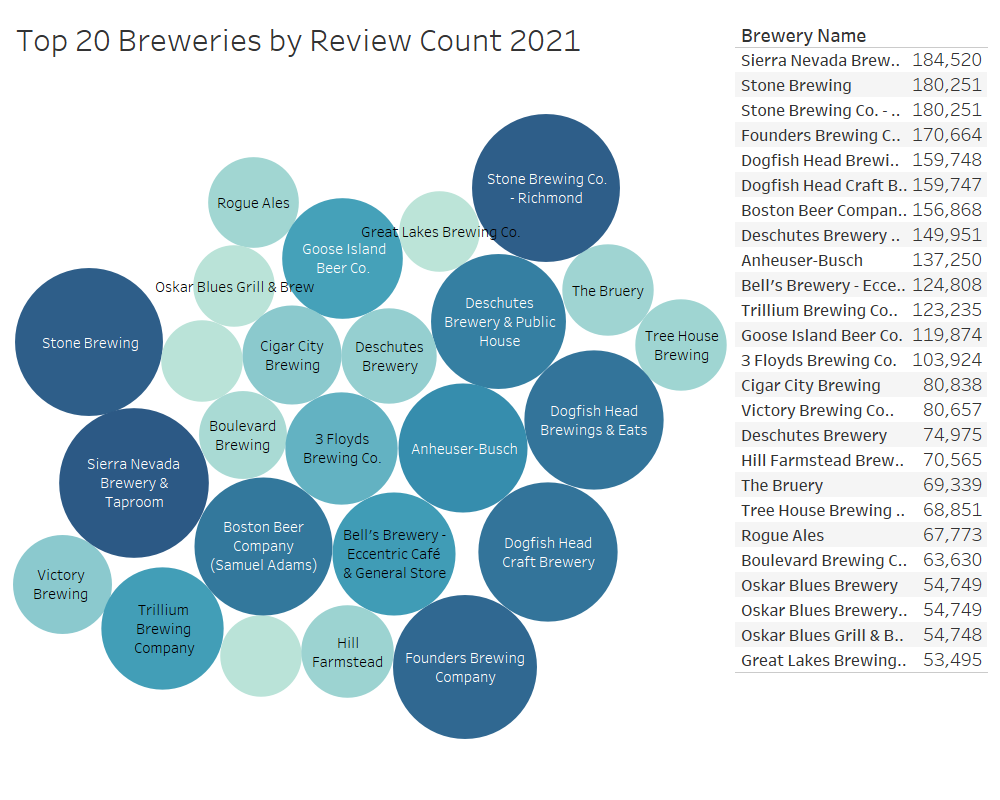 Top 20 Breweries by Review Count 2021
Rogue Ales
Stone Brewing Co.
- Richmond
Great Lakes Brewing Co.
Goose Island
Beer Co.
Oskar Blues Grill & Brew
The Bruery
Deschutes
Brewery & Public
House
Stone Brewing
Cigar City
Brewing
Deschutes
Brewery
Tree House
Brewing
Dogfish Head
Brewings & Eats
Boulevard
Brewing
3 Floyds
Brewing Co.
Anheuser-Busch
Sierra Nevada
Brewery &
Taproom
Boston Beer
Company
(Samuel Adams)
Bell's Brewery -
Eccentric Café
& General Store
Dogfish Head
Craft Brewery
Victory
Brewing
Trillium
Brewing
Company
Hill
Farmstead
Founders Brewing
Company
Brewery Name
Sierra Nevada Brew.. 184,520
Stone Brewing 180,251
Stone Brewing Co. - .. 180,251
Founders Brewing C.. 170,664
Dogfish Head Brewi.. 159,748
Dogfish Head Craft B.. 159,747
Boston Beer Compan.. 156,868
Deschutes Brewery .. 149,951
Anheuser-Busch 137,250
Bell's Brewery - Ecce.. 124,808
Trillium Brewing Co.. 123,235
Goose Island Beer Co. 119,874
3 Floyds Brewing Co. 103,924
Cigar City Brewing 80,838
Victory Brewing Co.. 80,657
Deschutes Brewery 74,975
Hill Farmstead Brew.. 70,565
The Bruery 69,339
Tree House Brewing .. 68,851
Rogue Ales 67,773
Boulevard Brewing C.. 63,630
Oskar Blues Brewery 54,749
Oskar Blues Brewery.. 54,749
Oskar Blues Grill & B.. 54,748
Great Lakes Brewing.. 53,495